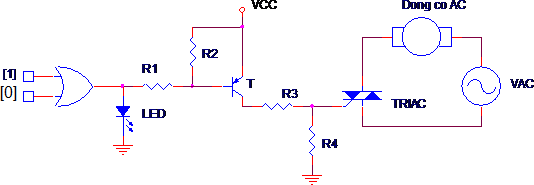 VCC
Dong co AC
R2
[1]
R1
[0]
T
R3
VAC
LED
TRIAC
R4